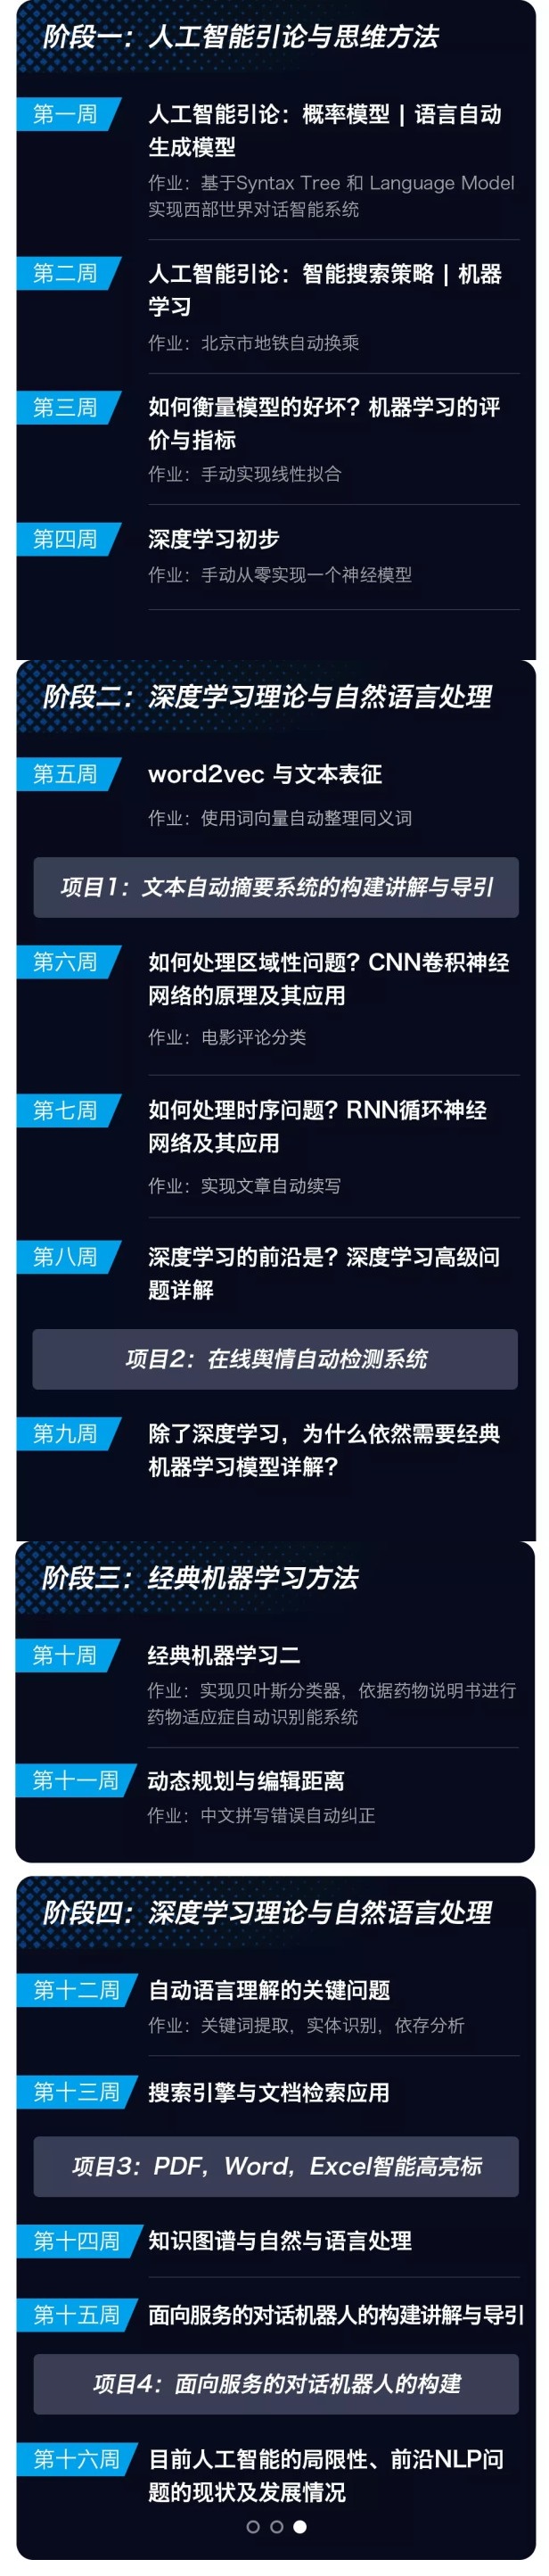 阶段一：人工智能引论与思维方法
第一周
人工智能引论：概率模型 | 语言自动
生成模型
作业：基于Syntax Tree 和 Language Model
实现西部世界对话智能系统
第二周
人工智能引论：智能搜索策略 | 机器
学习
作业：北京市地铁自动换乘
第三周
如何衡量模型的好坏？机器学习的评
价与指标
作业：手动实现线性拟合
第四周
深度学习初步
作业：手动从零实现一个神经模型
阶段二：深度学习理论与自然语言处理
第五周
word2vec 与文本表征
作业：使用词向量自动整理同义词
项目1：文本自动摘要系统的构建讲解与导引
第六周
如何处理区域性问题？CNN卷积神经
网络的原理及其应用
作业：电影评论分类
第七周
如何处理时序问题？RNN循环神经
网络及其应用
作业：实现文章自动续写
第八周
深度学习的前沿是？深度学习高级问
题详解
项目2：在线舆情自动检测系统
第九周
除了深度学习，为什么依然需要经典
机器学习模型详解？
阶段三：经典机器学习方法
第十周
经典机器学习二
作业：实现贝叶斯分类器，依据药物说明书进行
药物适应症自动识别能系统
第十一周
动态规划与编辑距离
作业：中文拼写错误自动纠正
阶段四：深度学习理论与自然语言处理
第十二周
自动语言理解的关键问题
作业：关键词提取，实体识别，依存分析
第十三周
搜索引擎与文档检索应用
项目3：PDF，Word，Excel智能高亮标
第十四周
知识图谱与自然与语言处理
第十五周
面向服务的对话机器人的构建讲解与导引
项目4：面向服务的对话机器人的构建
第十六周
目前人工智能的局限性、前沿NLP问
题的现状及发展情况